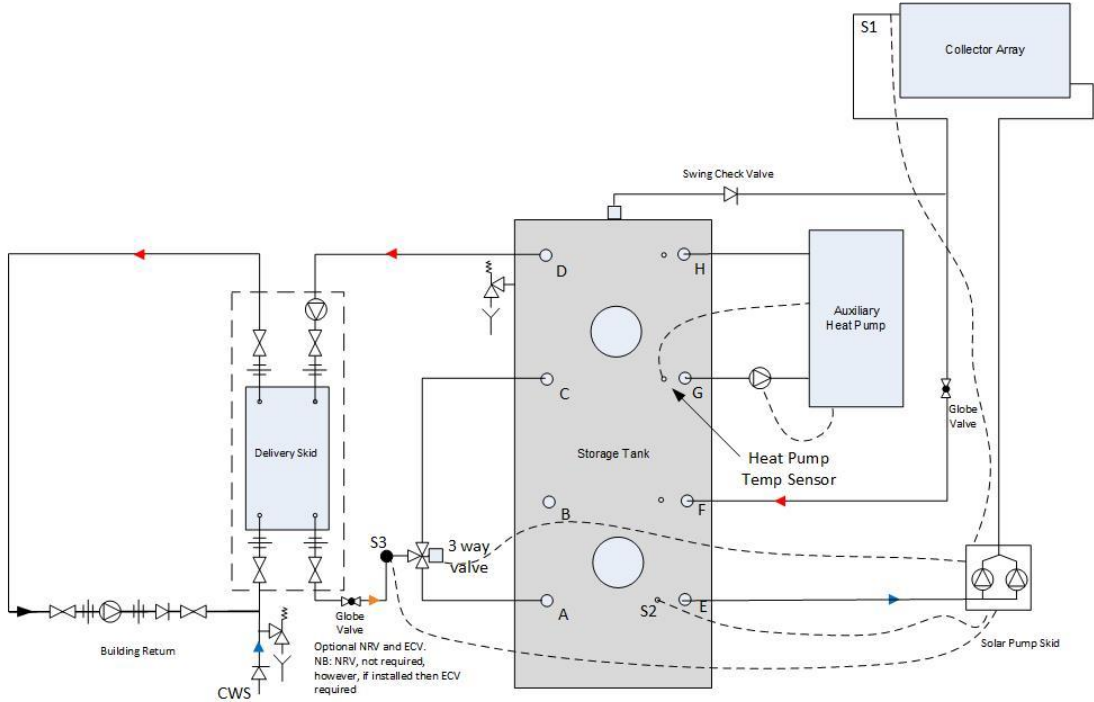 S1
Collector Array
Swing Check Valve
D
H
Auxiliary
Heat Pump
C
G
Globe
Valve
Delivery Skid
Storage Tank
Heat Pump
Temp Sensor
B
F
S3
3 way
valve
A
S2
E
Globe
Valve
Building Return
Optional NRV and ECV.
NB: NRV, not required,
however, if installed then ECV
required
Solar Pump Skid
CWS